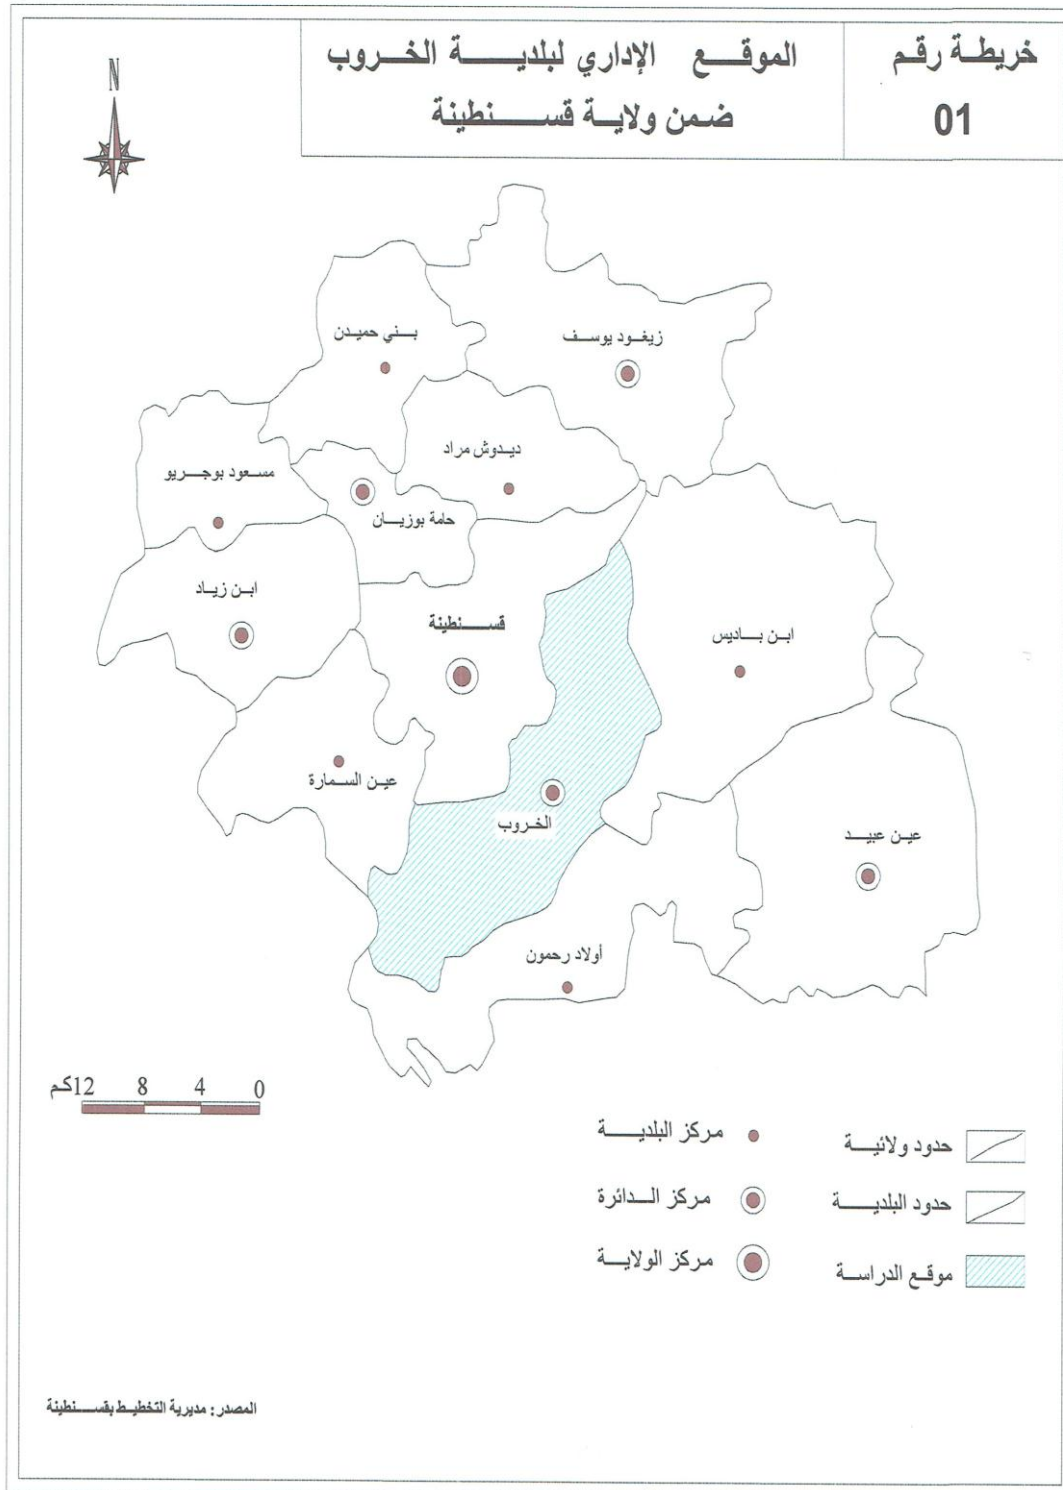 خريطة رقم
01
الموقع الإداري لبلدية الخروب
ضمن ولاية قسنطينة
N
زيغود يوسف
بني حميدن
ديدوش مراد
مسعود بوجريو
حامة بوزيان
ابن زياد
قسنطينة
ابن باديس
عين السمارة
الخروب
عين عبيد
أولاد رحمون
0 4 8 12كم
حدود ولائية
حدود البلدية
موقع الدراسة
مركز البلدية
مركز الدائرة
مركز الولاية
المصدر: مديرية التخطيط بقسنطينة